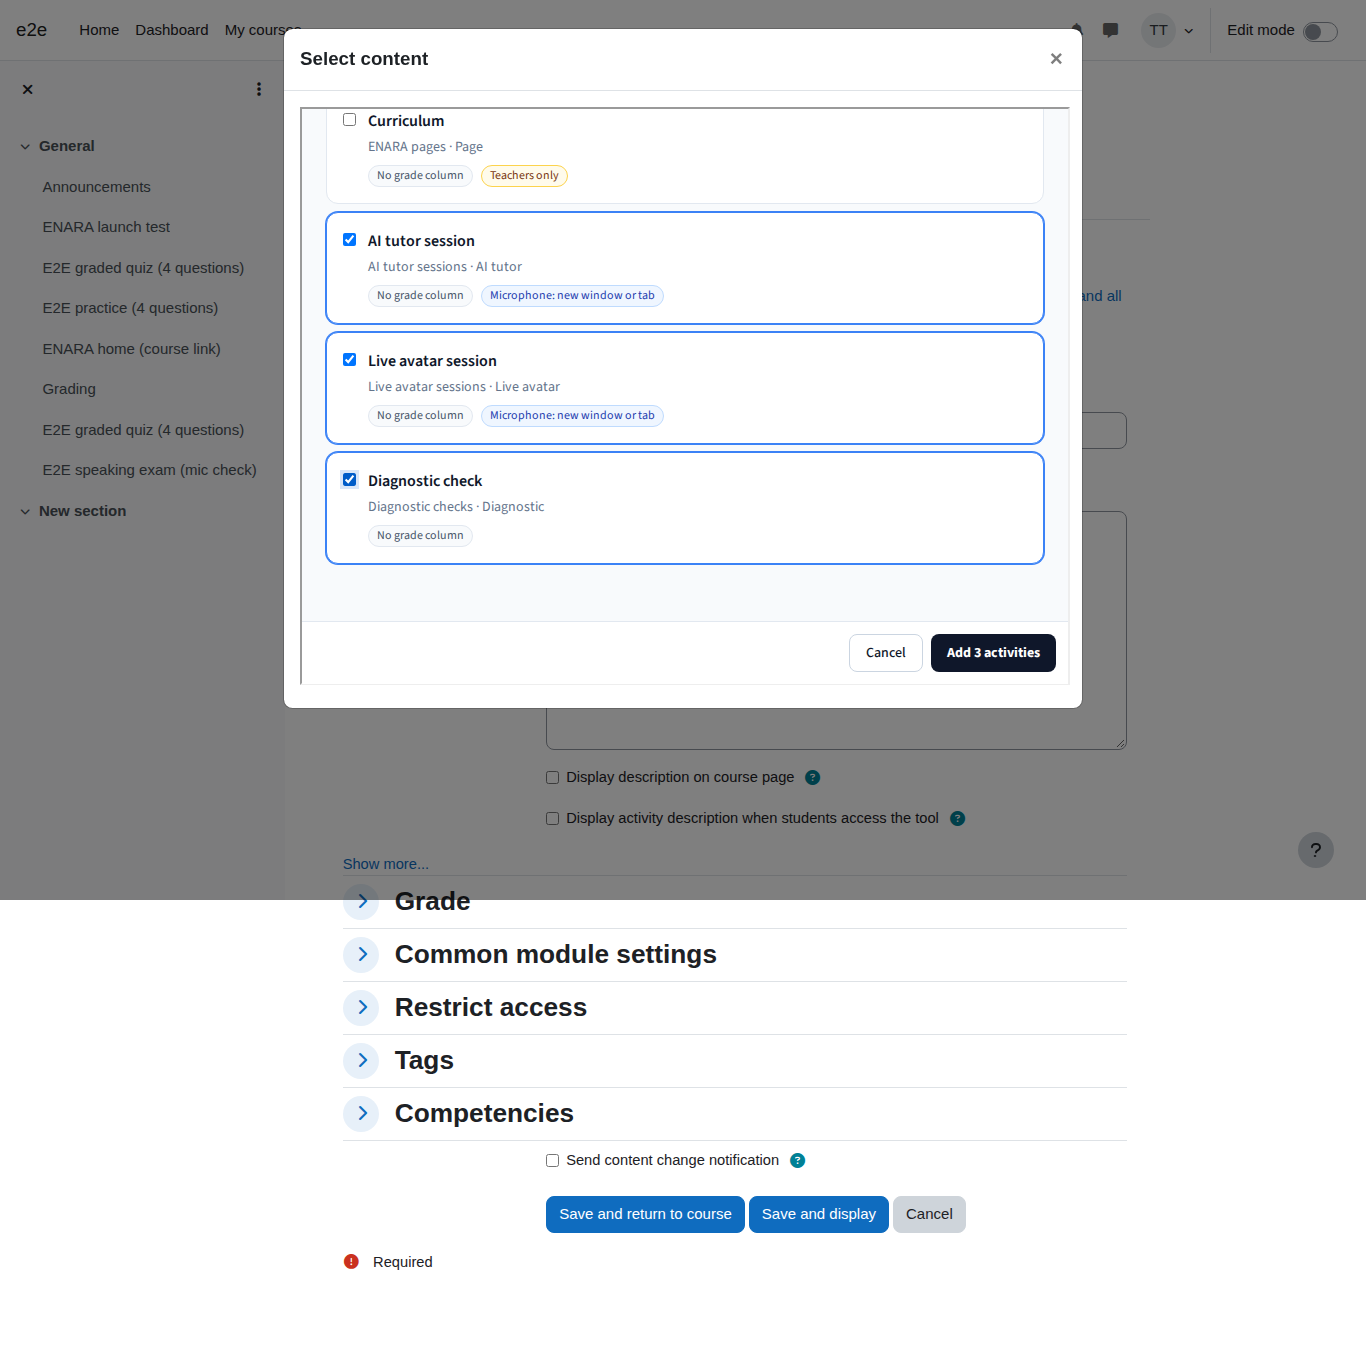 e2e Home Dashboard My courses TT Edit mode
Select content
General
Announcements
ENARA launch test
E2E graded quiz (4 questions)
E2E practice (4 questions)
ENARA home (course link)
Grading
E2E graded quiz (4 questions)
E2E speaking exam (mic check)
New section
Curriculum
ENARA pages · Page
No grade column Teachers only
AI tutor session
AI tutor sessions · AI tutor
No grade column Microphone: new window or tab
Live avatar session
Live avatar sessions · Live avatar
No grade column Microphone: new window or tab
Diagnostic check
Diagnostic checks · Diagnostic
No grade column
Cancel Add 3 activities
and all
Display description on course page ?
Display activity description when students access the tool ?
Show more...
?
Grade
Common module settings
Restrict access
Tags
Competencies
Send content change notification ?
Save and return to course Save and display Cancel
! Required